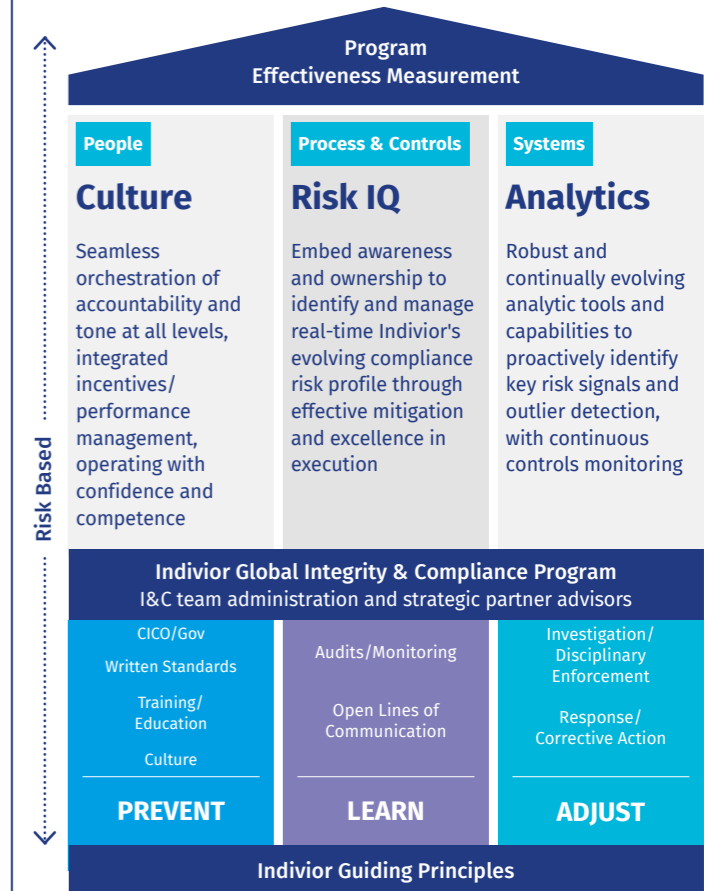 Program
Effectiveness Measurement
Risk Based
People
Culture
Seamless
orchestration of
accountability and
tone at all levels,
integrated
incentives/
performance
management,
operating with
confidence and
competence
Process & Controls
Risk IQ
Embed awareness
and ownership to
identify and manage
real-time Indivior's
evolving compliance
risk profile through
effective mitigation
and excellence in
execution
Systems
Analytics
Robust and
continually evolving
analytic tools and
capabilities to
proactively identify
key risk signals and
outlier detection,
with continuous
controls monitoring
Indivior Global Integrity & Compliance Program
I&C team administration and strategic partner advisors
CICO/Gov
Written Standards
Training/
Education
Culture
PREVENT
Audits/Monitoring
Open Lines of
Communication
LEARN
Investigation/
Disciplinary
Enforcement
Response/
Corrective Action
ADJUST
Indivior Guiding Principles